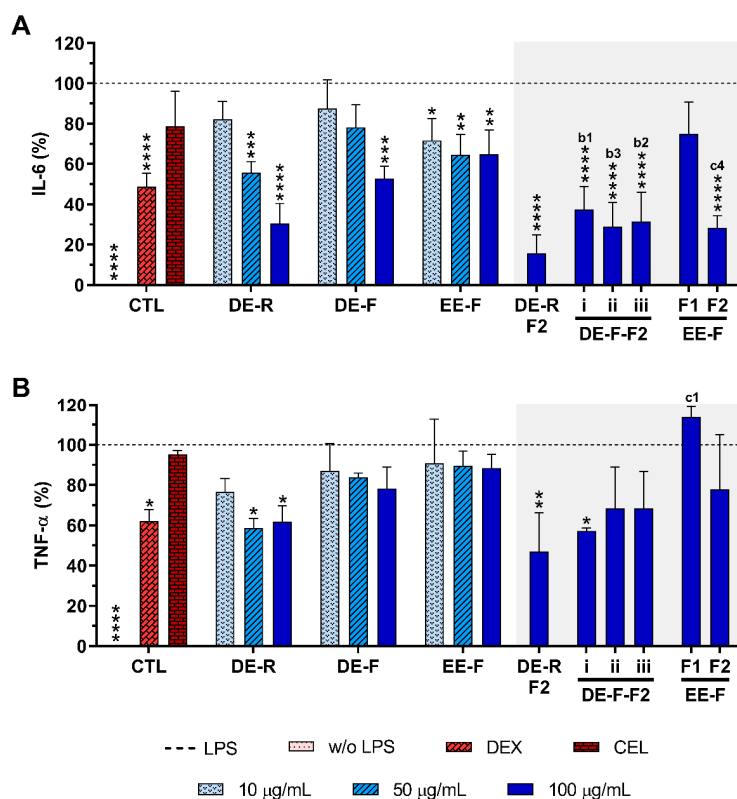 A
120
100
80
60
40
20
0
IL-6 (%)
****
****
***
****
***
*
**
**
****
b1
****
b3
****
b2
****
c4
****
CTL DE-R DE-F EE-F DE-R F2 i ii iii F1 F2
DE-F-F2 EE-F
B
120
100
80
60
40
20
0
TNF-α (%)
****
*
*
*
**
*
c1
CTL DE-R DE-F EE-F DE-R F2 i ii iii F1 F2
DE-F-F2 EE-F
LPS w/o LPS DEX CEL
10 μg/mL 50 μg/mL 100 μg/mL